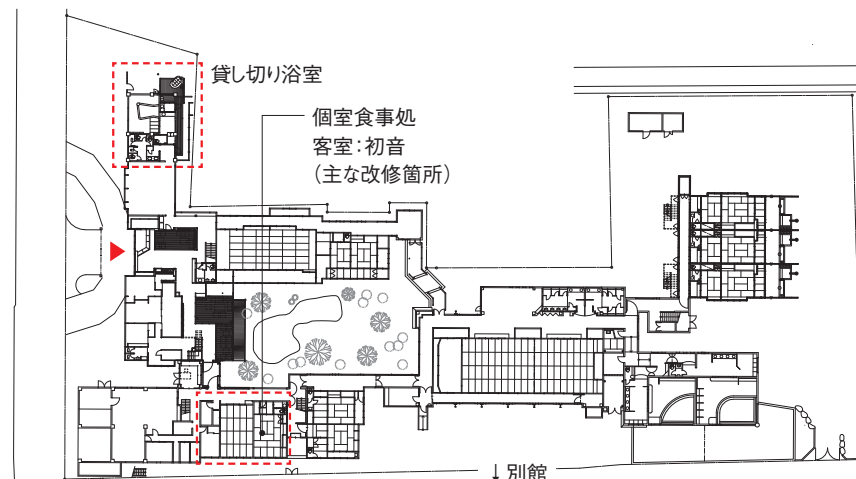 貸し切り浴室
個室食事処
客室：初音
（主な改修箇所）
↓別館